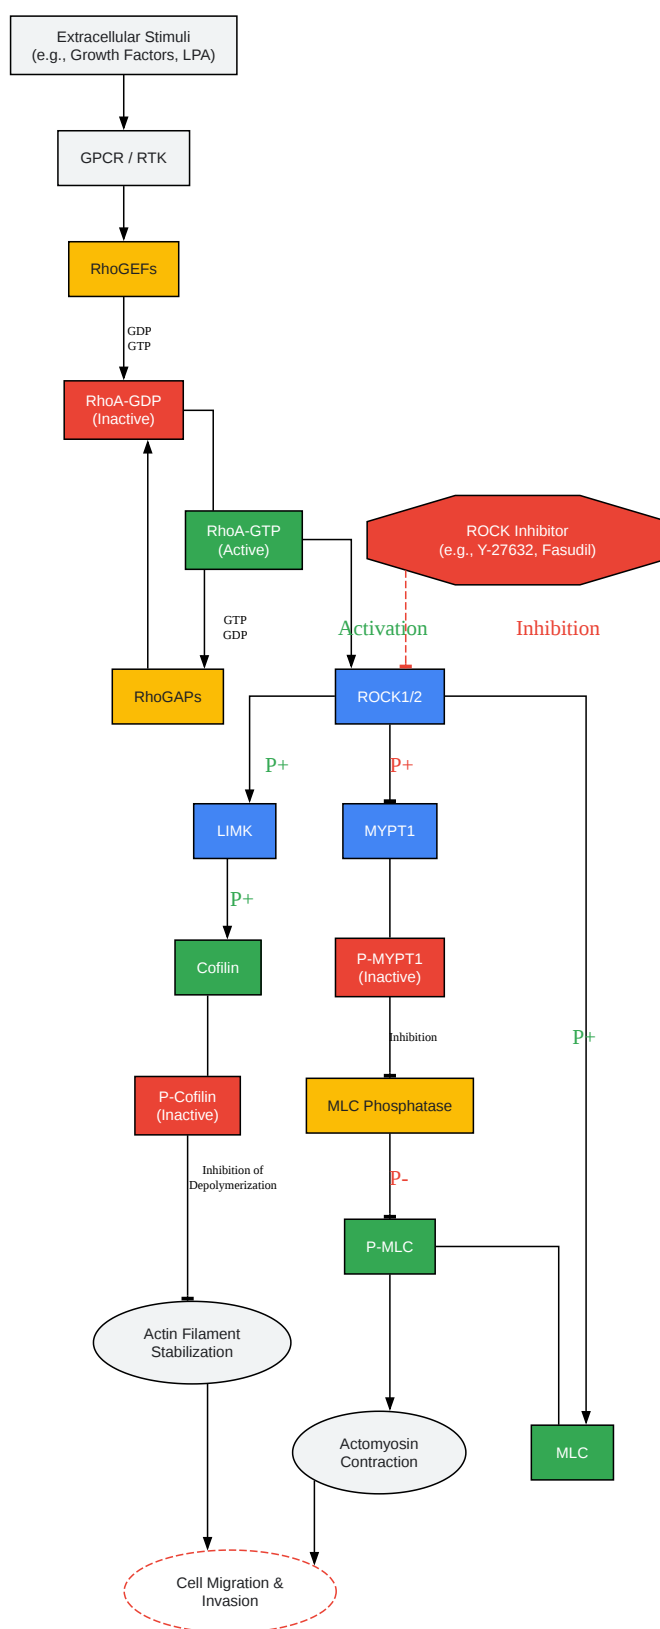 Extracellular Stimuli
(e.g., Growth Factors, LPA)
GPCR / RTK
RhoGEFs
GDP
GTP
RhoA-GDP
(Inactive)
RhoA-GTP
(Active)
ROCK Inhibitor
(e.g., Y-27632, Fasudil)
GTP
GDP
Activation
Inhibition
RhoGAPs
ROCK1/2
P+
P+
LIMK
MYPT1
P+
Cofilin
P-MYPT1
(Inactive)
Inhibition
P+
P-Cofilin
(Inactive)
MLC Phosphatase
Inhibition of
Depolymerization
P-
P-MLC
Actin Filament
Stabilization
Actomyosin
Contraction
MLC
Cell Migration &
Invasion